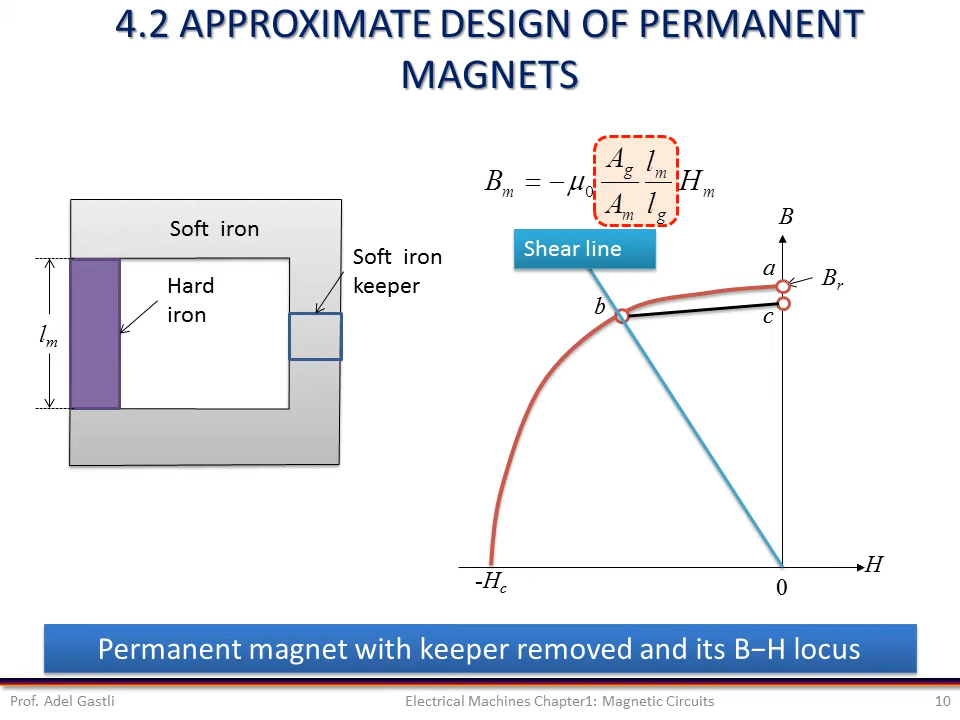 4.2 APPROXIMATE DESIGN OF PERMANENT
MAGNETS
B_m = −μ_0 (A_g / A_m) (l_m / l_g) H_m
Soft iron
Soft iron
keeper
Hard
iron
l_m
Shear line
B
a
B_r
b
c
H
-H_c
0
Permanent magnet with keeper removed and its B−H locus
Prof. Adel Gastli
Electrical Machines Chapter1: Magnetic Circuits
10